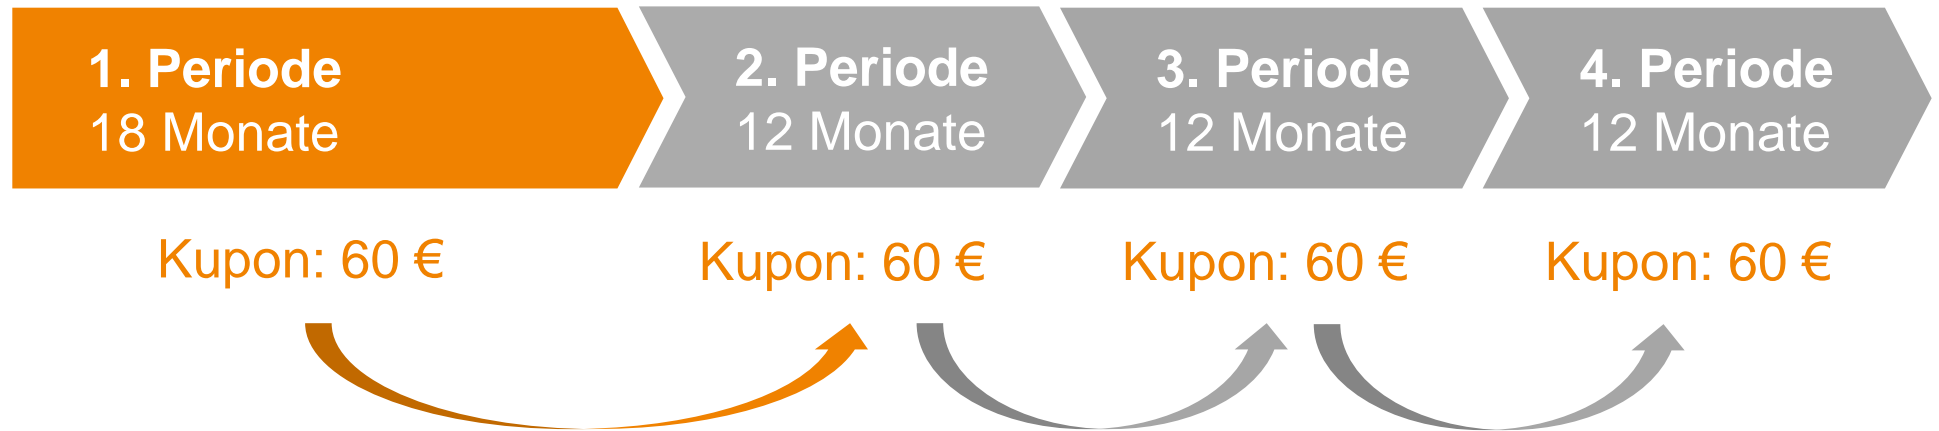 1. Periode
18 Monate
2. Periode
12 Monate
3. Periode
12 Monate
4. Periode
12 Monate
Kupon: 60 €
Kupon: 60 €
Kupon: 60 €
Kupon: 60 €